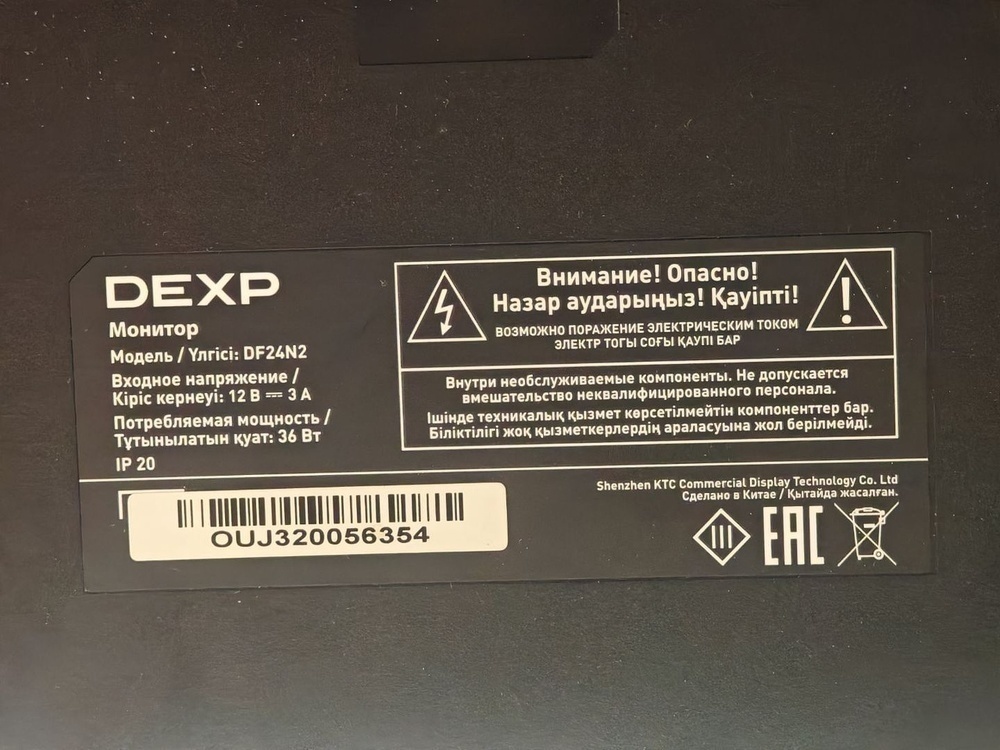 DEXP
Монитор
Модель / Үлгісі: DF24N2
Входное напряжение /
Кіріс кернеуі: 12 В ⎓ 3 А
Потребляемая мощность /
Тұтынылатын қуат: 36 Вт
IP 20
Внимание! Опасно!
Назар аударыңыз! Қауіпті!
ВОЗМОЖНО ПОРАЖЕНИЕ ЭЛЕКТРИЧЕСКИМ ТОКОМ
ЭЛЕКТР ТОГЫ СОҒЫ ҚАУПІ БАР
Внутри необслуживаемые компоненты. Не допускается
вмешательство неквалифицированного персонала.
Ішінде техникалық қызмет көрсетілмейтін компоненттер бар.
Біліктілігі жоқ қызметкерлердің араласуына жол берілмейді.
OUJ320056354
Shenzhen KTC Commercial Display Technology Co. Ltd
Сделано в Китае / Қытайда жасалған.
III
EAC